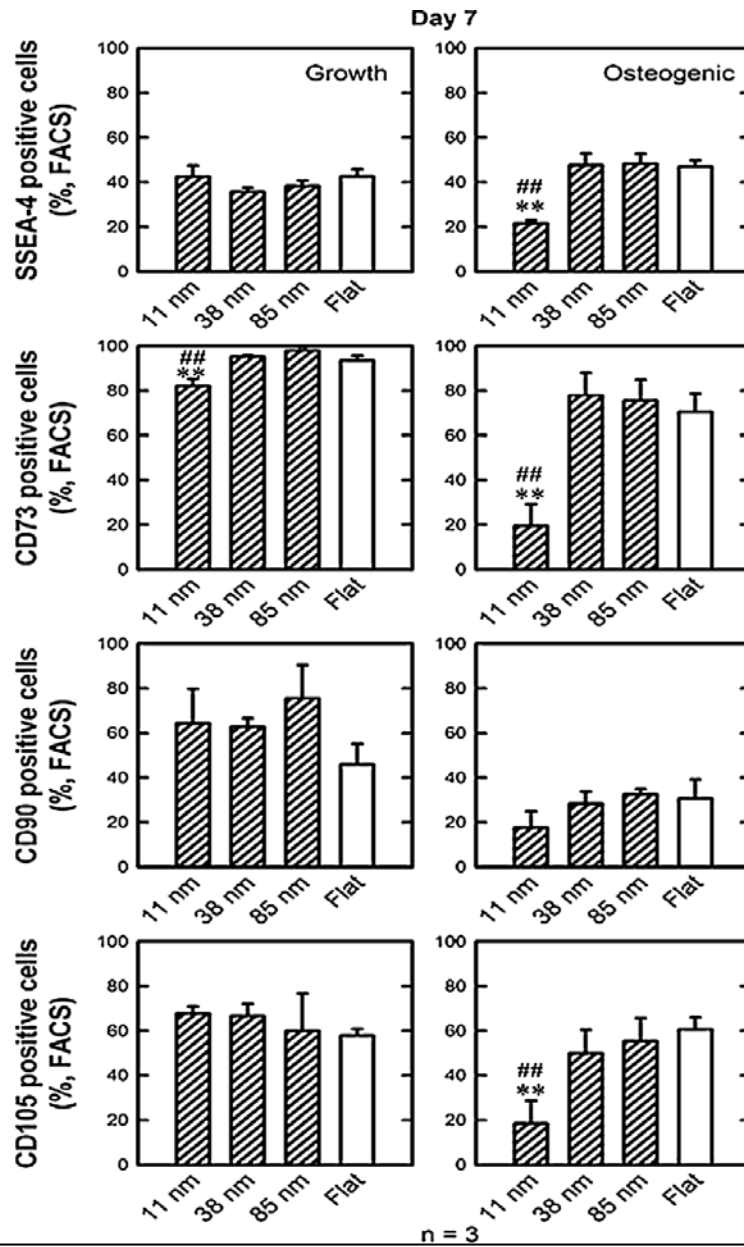 Day 7
SSEA-4 positive cells
(%, FACS)
100
80
60
40
20
0
Growth
11 nm
38 nm
85 nm
Flat
100
80
60
40
20
0
Osteogenic
##
**
11 nm
38 nm
85 nm
Flat
CD73 positive cells
(%, FACS)
100
80
60
40
20
0
##
**
11 nm
38 nm
85 nm
Flat
100
80
60
40
20
0
##
**
11 nm
38 nm
85 nm
Flat
CD90 positive cells
(%, FACS)
100
80
60
40
20
0
11 nm
38 nm
85 nm
Flat
100
80
60
40
20
0
11 nm
38 nm
85 nm
Flat
CD105 positive cells
(%, FACS)
100
80
60
40
20
0
11 nm
38 nm
85 nm
Flat
100
80
60
40
20
0
##
**
11 nm
38 nm
85 nm
Flat
n = 3